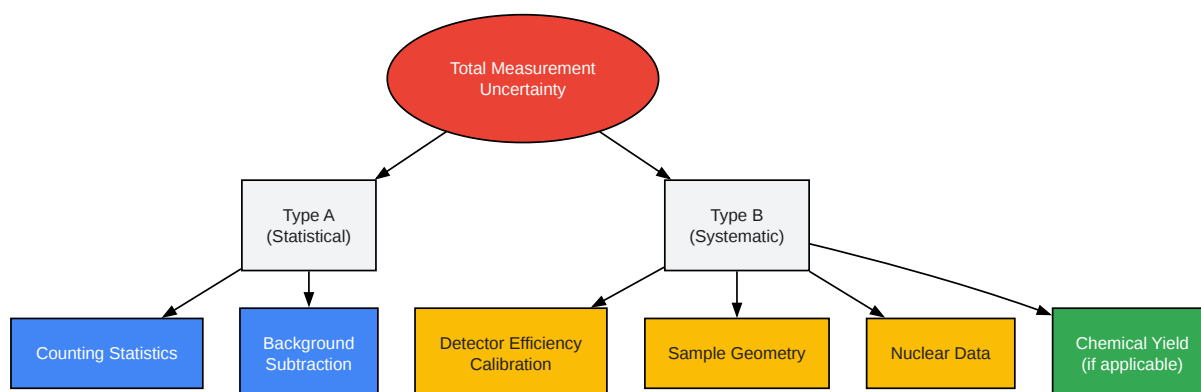 Total Measurement
Uncertainty
Type A
(Statistical)
Type B
(Systematic)
Counting Statistics
Background
Subtraction
Detector Efficiency
Calibration
Sample Geometry
Nuclear Data
Chemical Yield
(if applicable)